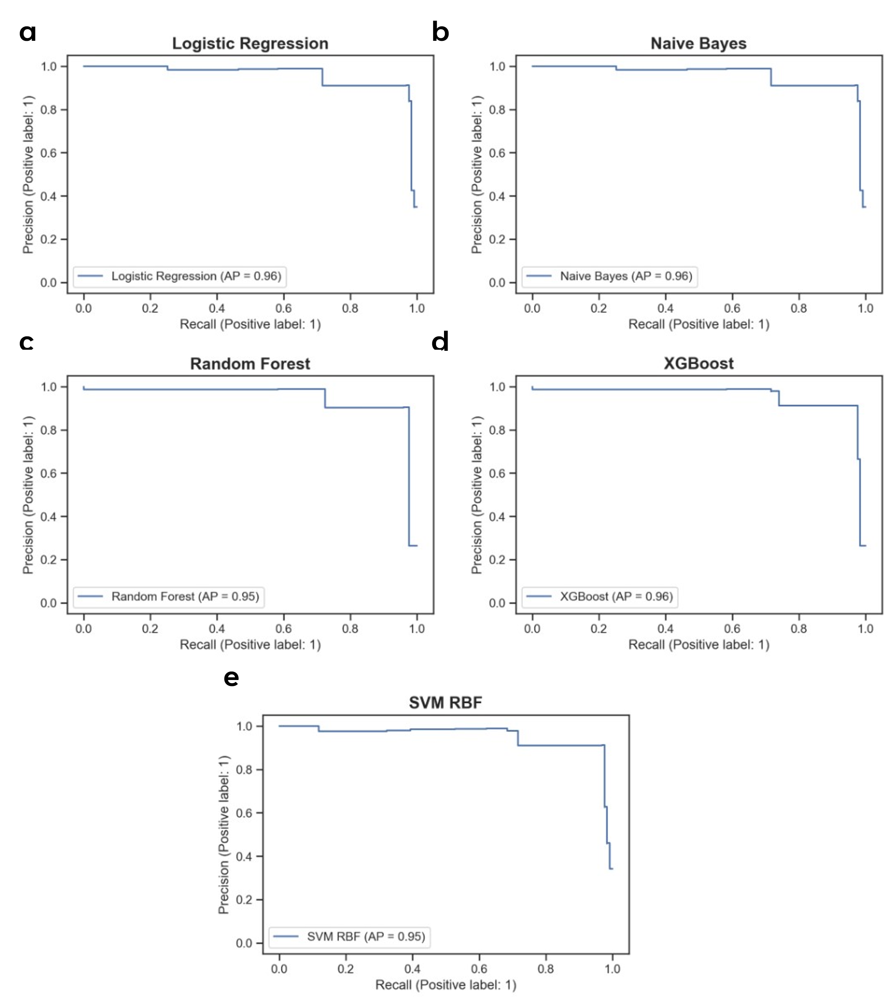 a
Logistic Regression
Precision (Positive label: 1)
1.0
0.8
0.6
0.4
0.2
0.0
Logistic Regression (AP = 0.96)
0.0 0.2 0.4 0.6 0.8 1.0
Recall (Positive label: 1)
b
Naive Bayes
Precision (Positive label: 1)
1.0
0.8
0.6
0.4
0.2
0.0
Naive Bayes (AP = 0.96)
0.0 0.2 0.4 0.6 0.8 1.0
Recall (Positive label: 1)
c
Random Forest
Precision (Positive label: 1)
1.0
0.8
0.6
0.4
0.2
0.0
Random Forest (AP = 0.95)
0.0 0.2 0.4 0.6 0.8 1.0
Recall (Positive label: 1)
d
XGBoost
Precision (Positive label: 1)
1.0
0.8
0.6
0.4
0.2
0.0
XGBoost (AP = 0.96)
0.0 0.2 0.4 0.6 0.8 1.0
Recall (Positive label: 1)
e
SVM RBF
Precision (Positive label: 1)
1.0
0.8
0.6
0.4
0.2
0.0
SVM RBF (AP = 0.95)
0.0 0.2 0.4 0.6 0.8 1.0
Recall (Positive label: 1)